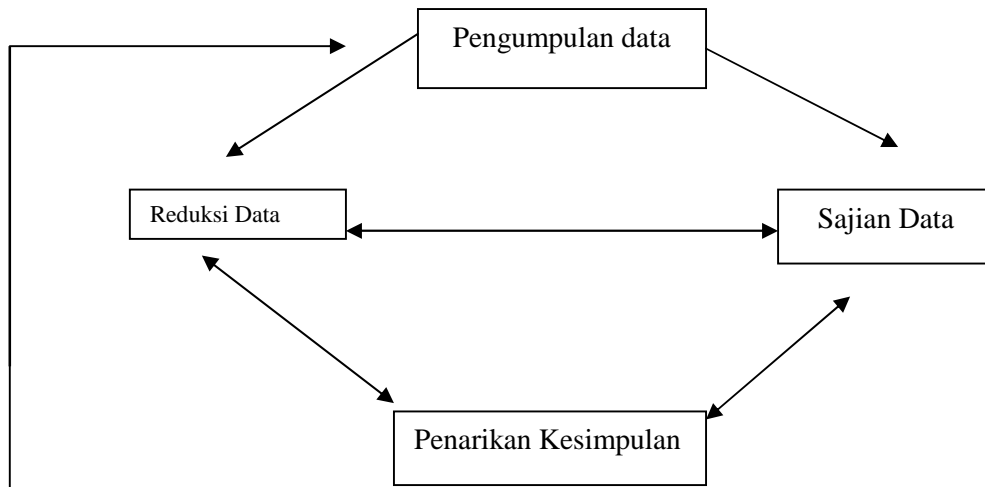 Pengumpulan data
Reduksi Data
Sajian Data
Penarikan Kesimpulan